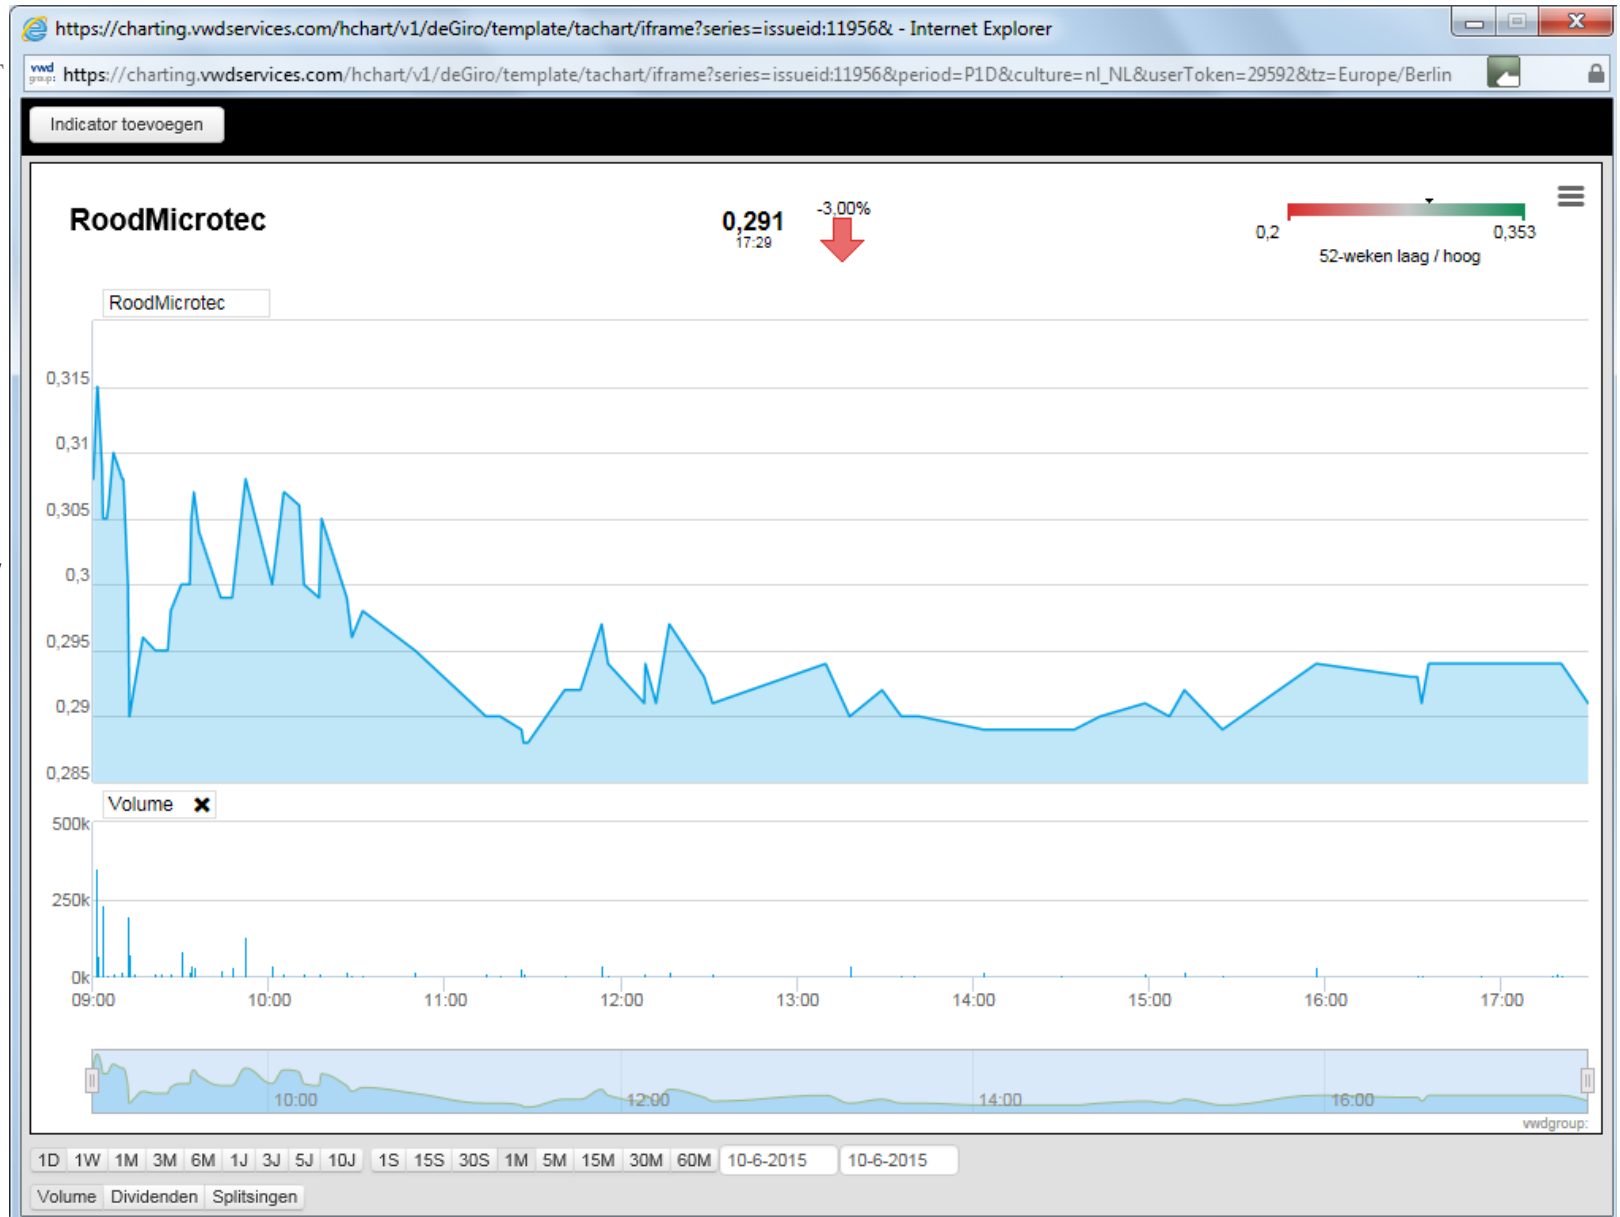 https://charting.vwdservices.com/hchart/v1/deGiro/template/tachart/iframe?series=issueid:11956& - Internet Explorer
vwd group: https://charting.vwdservices.com/hchart/v1/deGiro/template/tachart/iframe?series=issueid:11956&period=P1D&culture=nl_NL&userToken=29592&tz=Europe/Berlin
Indicator toevoegen
RoodMicrotec
0,291
17:29
-3,00%
0,2 0,353
52-weken laag / hoog
RoodMicrotec
0,315
0,31
0,305
0,3
0,295
0,29
0,285
Volume
500k
250k
0k
09:00 10:00 11:00 12:00 13:00 14:00 15:00 16:00 17:00
10:00 12:00 14:00 16:00
vwdgroup:
1D 1W 1M 3M 6M 1J 3J 5J 10J 1S 15S 30S 1M 5M 15M 30M 60M 10-6-2015 10-6-2015
Volume Dividenden Splitsingen